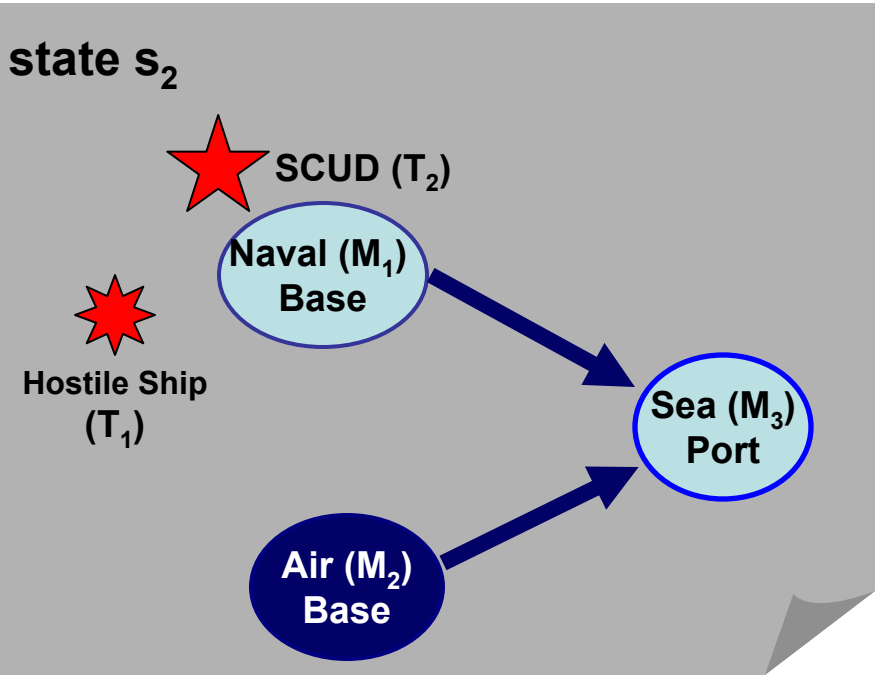 state s₂
SCUD (T₂)
Naval (M₁)
Base
Hostile Ship
(T₁)
Sea (M₃)
Port
Air (M₂)
Base